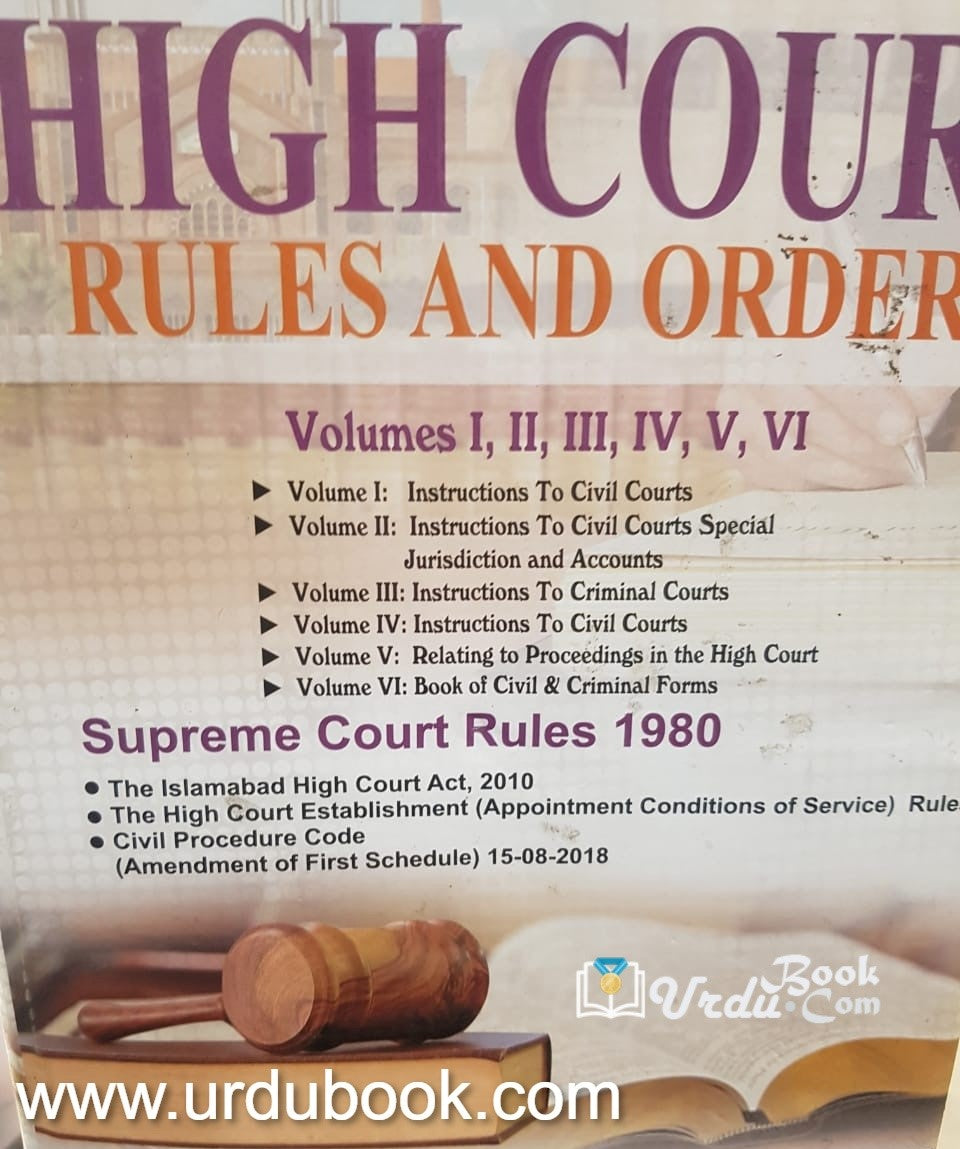 HIGH COUR
RULES AND ORDER
Volumes I, II, III, IV, V, VI
► Volume I: Instructions To Civil Courts
► Volume II: Instructions To Civil Courts Special
Jurisdiction and Accounts
► Volume III: Instructions To Criminal Courts
► Volume IV: Instructions To Civil Courts
► Volume V: Relating to Proceedings in the High Court
► Volume VI: Book of Civil & Criminal Forms
Supreme Court Rules 1980
● The Islamabad High Court Act, 2010
● The High Court Establishment (Appointment Conditions of Service) Rule
● Civil Procedure Code
(Amendment of First Schedule) 15-08-2018
UrduBook.Com
www.urdubook.com